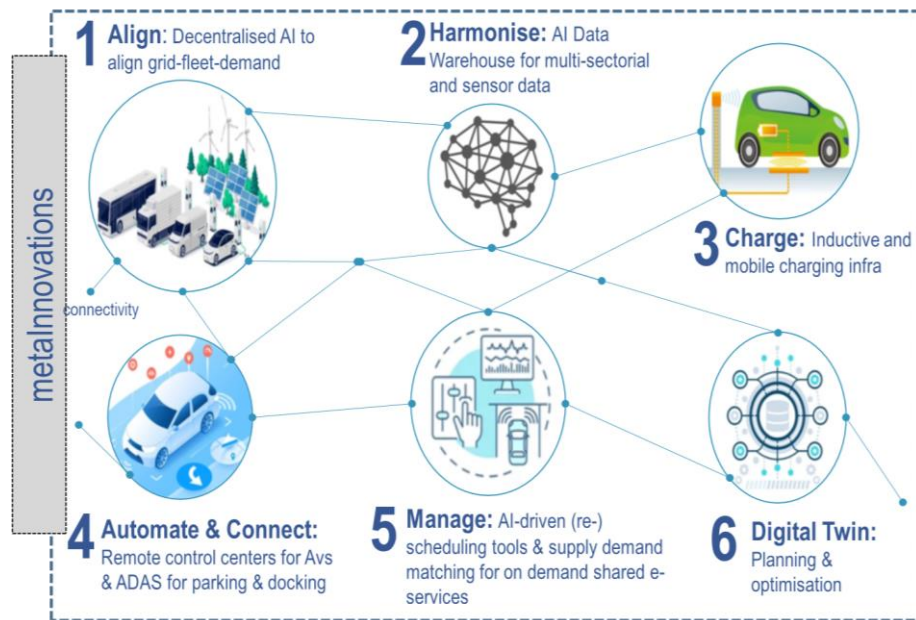 metaInnovations
1 Align: Decentralised AI to
align grid-fleet-demand
2 Harmonise: AI Data
Warehouse for multi-sectorial
and sensor data
3 Charge: Inductive and
mobile charging infra
connectivity
4 Automate & Connect:
Remote control centers for Avs
& ADAS for parking & docking
5 Manage: AI-driven (re-)
scheduling tools & supply demand
matching for on demand shared e-
services
6 Digital Twin:
Planning &
optimisation